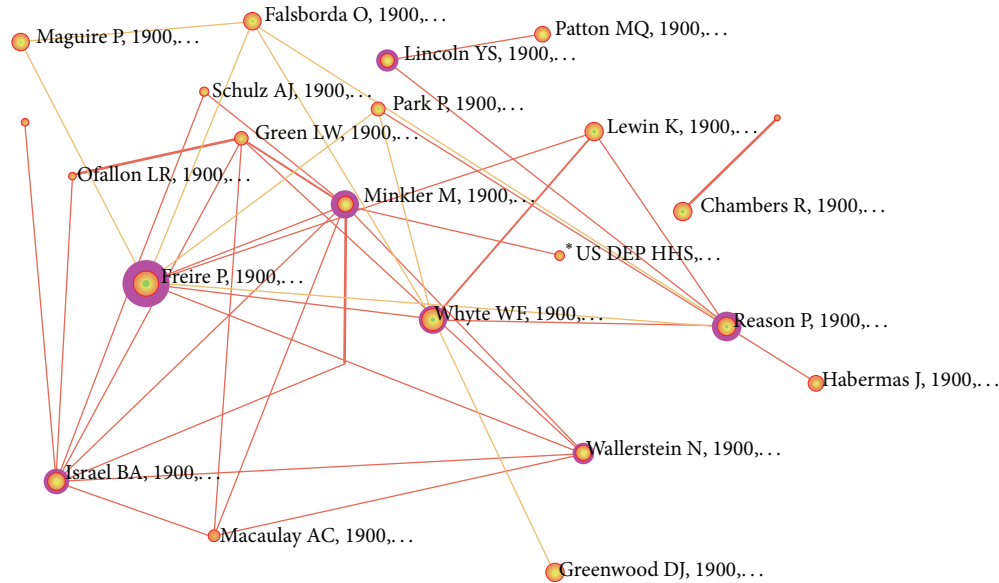 Falsborda O, 1900,...
Maguire P, 1900,...
Patton MQ, 1900,...
Lincoln YS, 1900,...
Schulz AJ, 1900,...
Park P, 1900,...
Green LW, 1900,...
Lewin K, 1900,...
Ofallon LR, 1900,...
Minkler M, 1900,...
Chambers R, 1900,...
*US DEP HHS,...
Freire P, 1900,...
Whyte WF, 1900,...
Reason P, 1900,...
Habermas J, 1900,...
Wallerstein N, 1900,...
Israel BA, 1900,...
Macaulay AC, 1900,...
Greenwood DJ, 1900,...